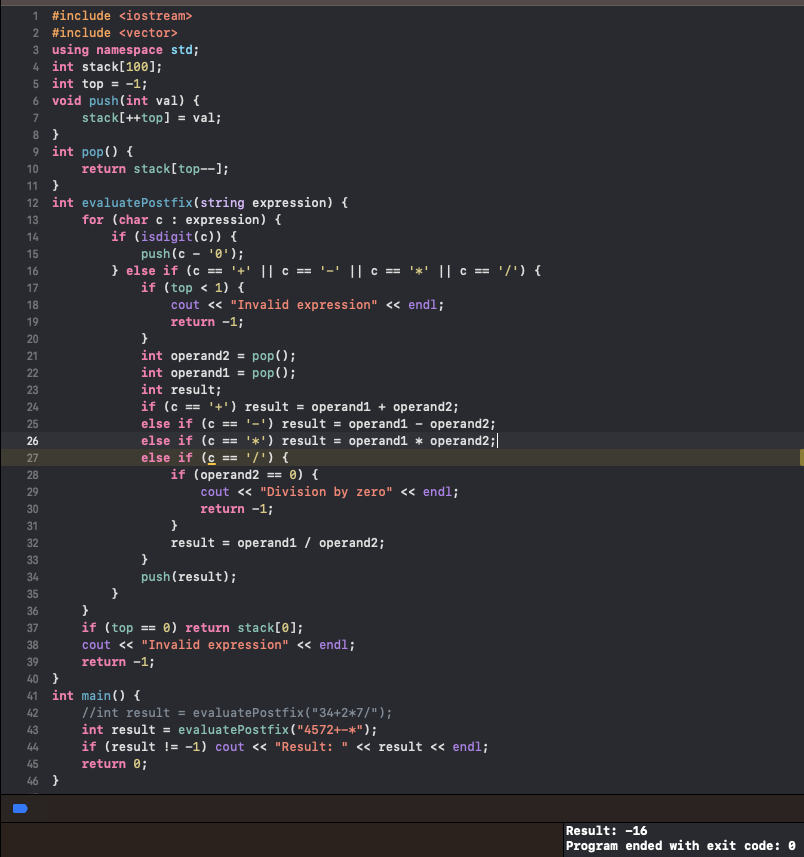 1 #include <iostream>
2 #include <vector>
3 using namespace std;
4 int stack[100];
5 int top = -1;
6 void push(int val) {
7     stack[++top] = val;
8 }
9 int pop() {
10     return stack[top--];
11 }
12 int evaluatePostfix(string expression) {
13     for (char c : expression) {
14         if (isdigit(c)) {
15             push(c - '0');
16         } else if (c == '+' || c == '-' || c == '*' || c == '/') {
17             if (top < 1) {
18                 cout << "Invalid expression" << endl;
19                 return -1;
20             }
21             int operand2 = pop();
22             int operand1 = pop();
23             int result;
24             if (c == '+') result = operand1 + operand2;
25             else if (c == '-') result = operand1 - operand2;
26             else if (c == '*') result = operand1 * operand2;
27             else if (c == '/') {
28                 if (operand2 == 0) {
29                     cout << "Division by zero" << endl;
30                     return -1;
31                 }
32                 result = operand1 / operand2;
33             }
34             push(result);
35         }
36     }
37     if (top == 0) return stack[0];
38     cout << "Invalid expression" << endl;
39     return -1;
40 }
41 int main() {
42     //int result = evaluatePostfix("34+2*7/");
43     int result = evaluatePostfix("4572+-*");
44     if (result != -1) cout << "Result: " << result << endl;
45     return 0;
46 }
Result: -16
Program ended with exit code: 0